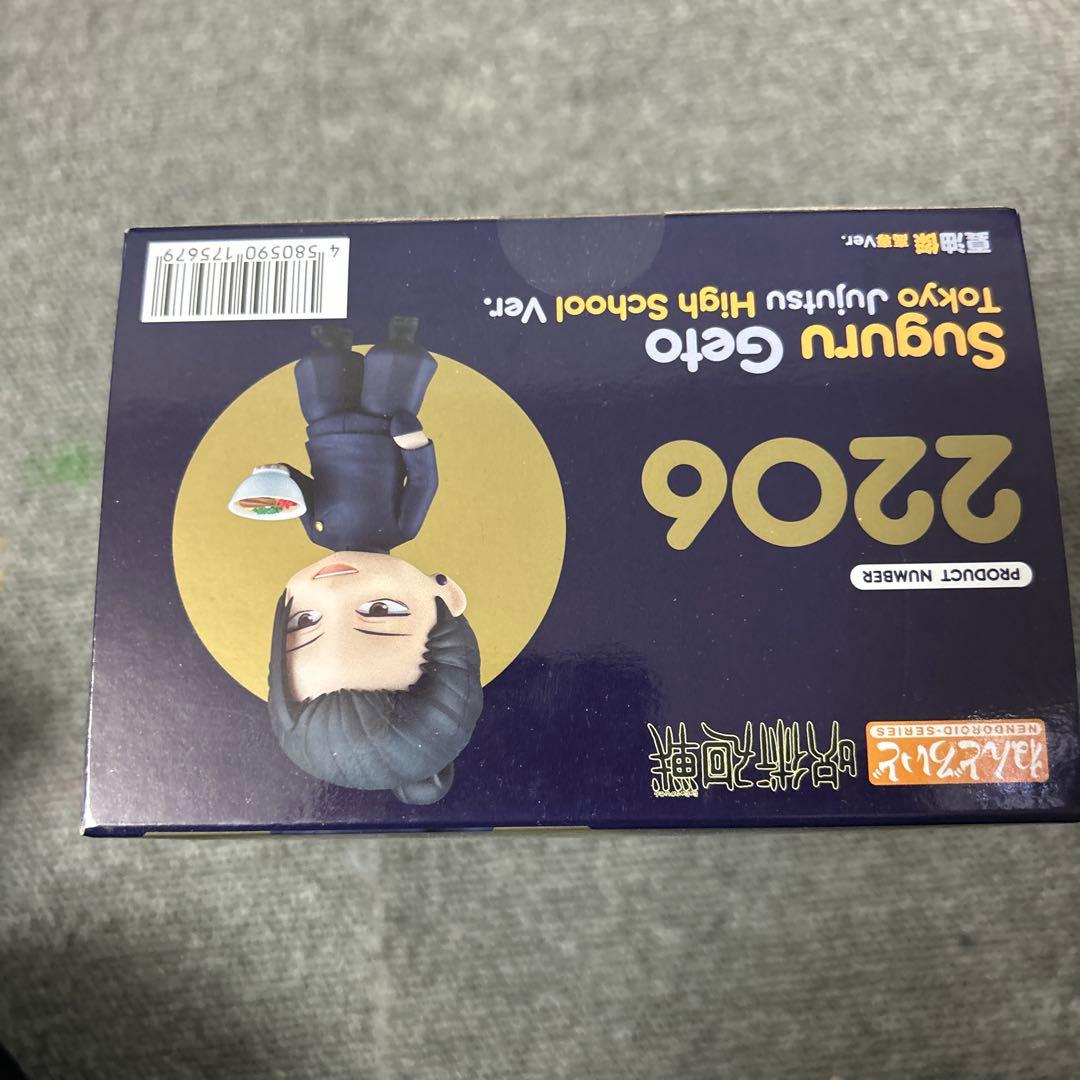 ねんどろいど
NENDOROID-SERIES
呪術廻戦
PRODUCT NUMBER
2206
Suguru Geto
Tokyo Jujutsu High School Ver.
夏油傑 高専Ver.
4 580590 175679